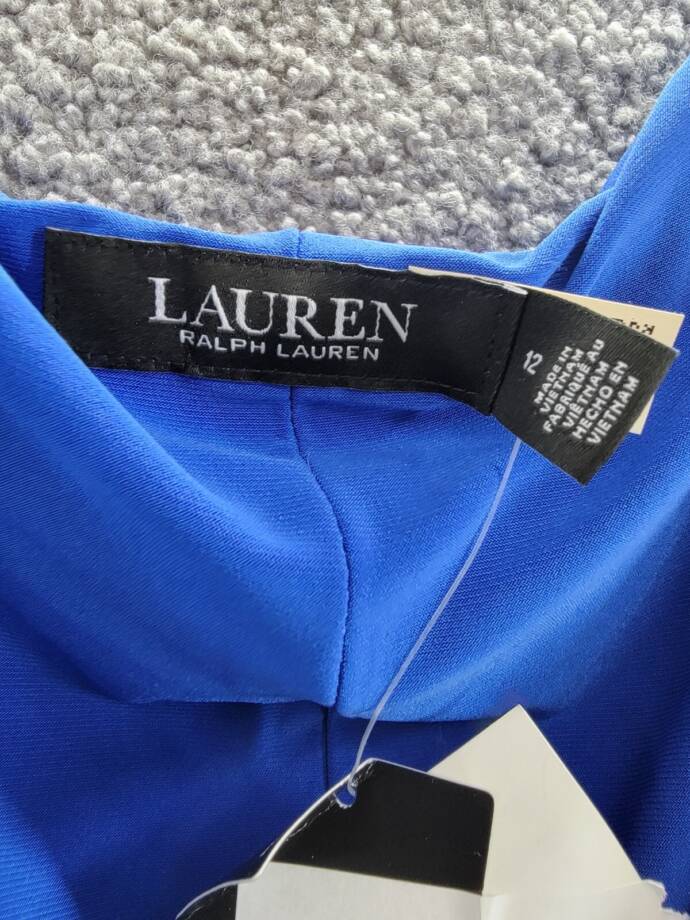 LAUREN
RALPH LAUREN
12
MADE IN
VIETNAM
FABRIQUÉ AU
VIETNAM
HECHO EN
VIETNAM